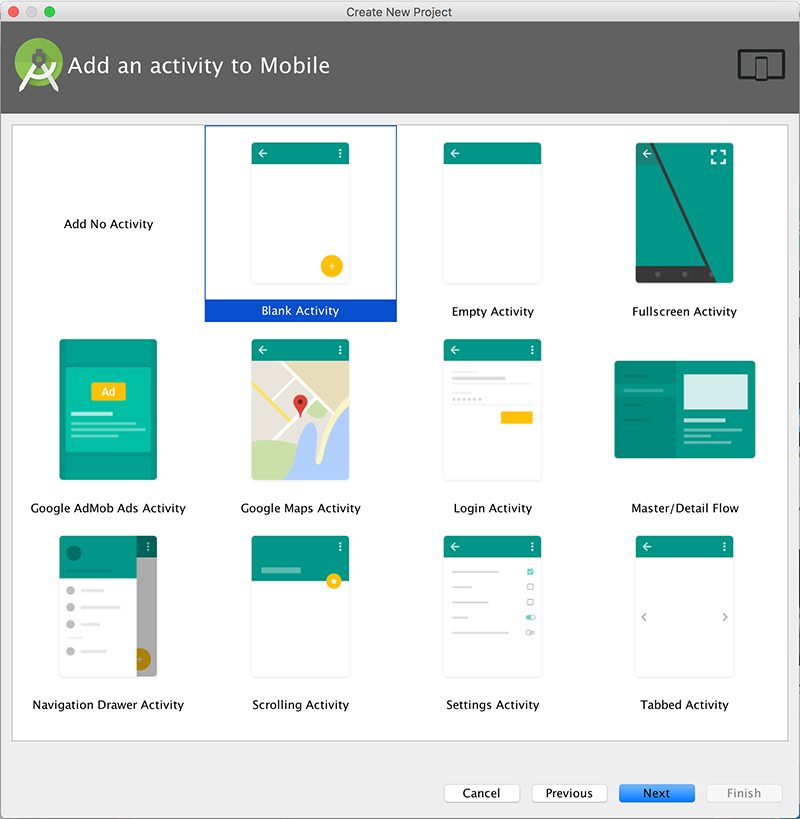 Create New Project
Add an activity to Mobile
Add No Activity
Blank Activity
Empty Activity
Fullscreen Activity
Ad
Google AdMob Ads Activity
Google Maps Activity
Login Activity
Master/Detail Flow
Navigation Drawer Activity
Scrolling Activity
Settings Activity
Tabbed Activity
Cancel
Previous
Next
Finish